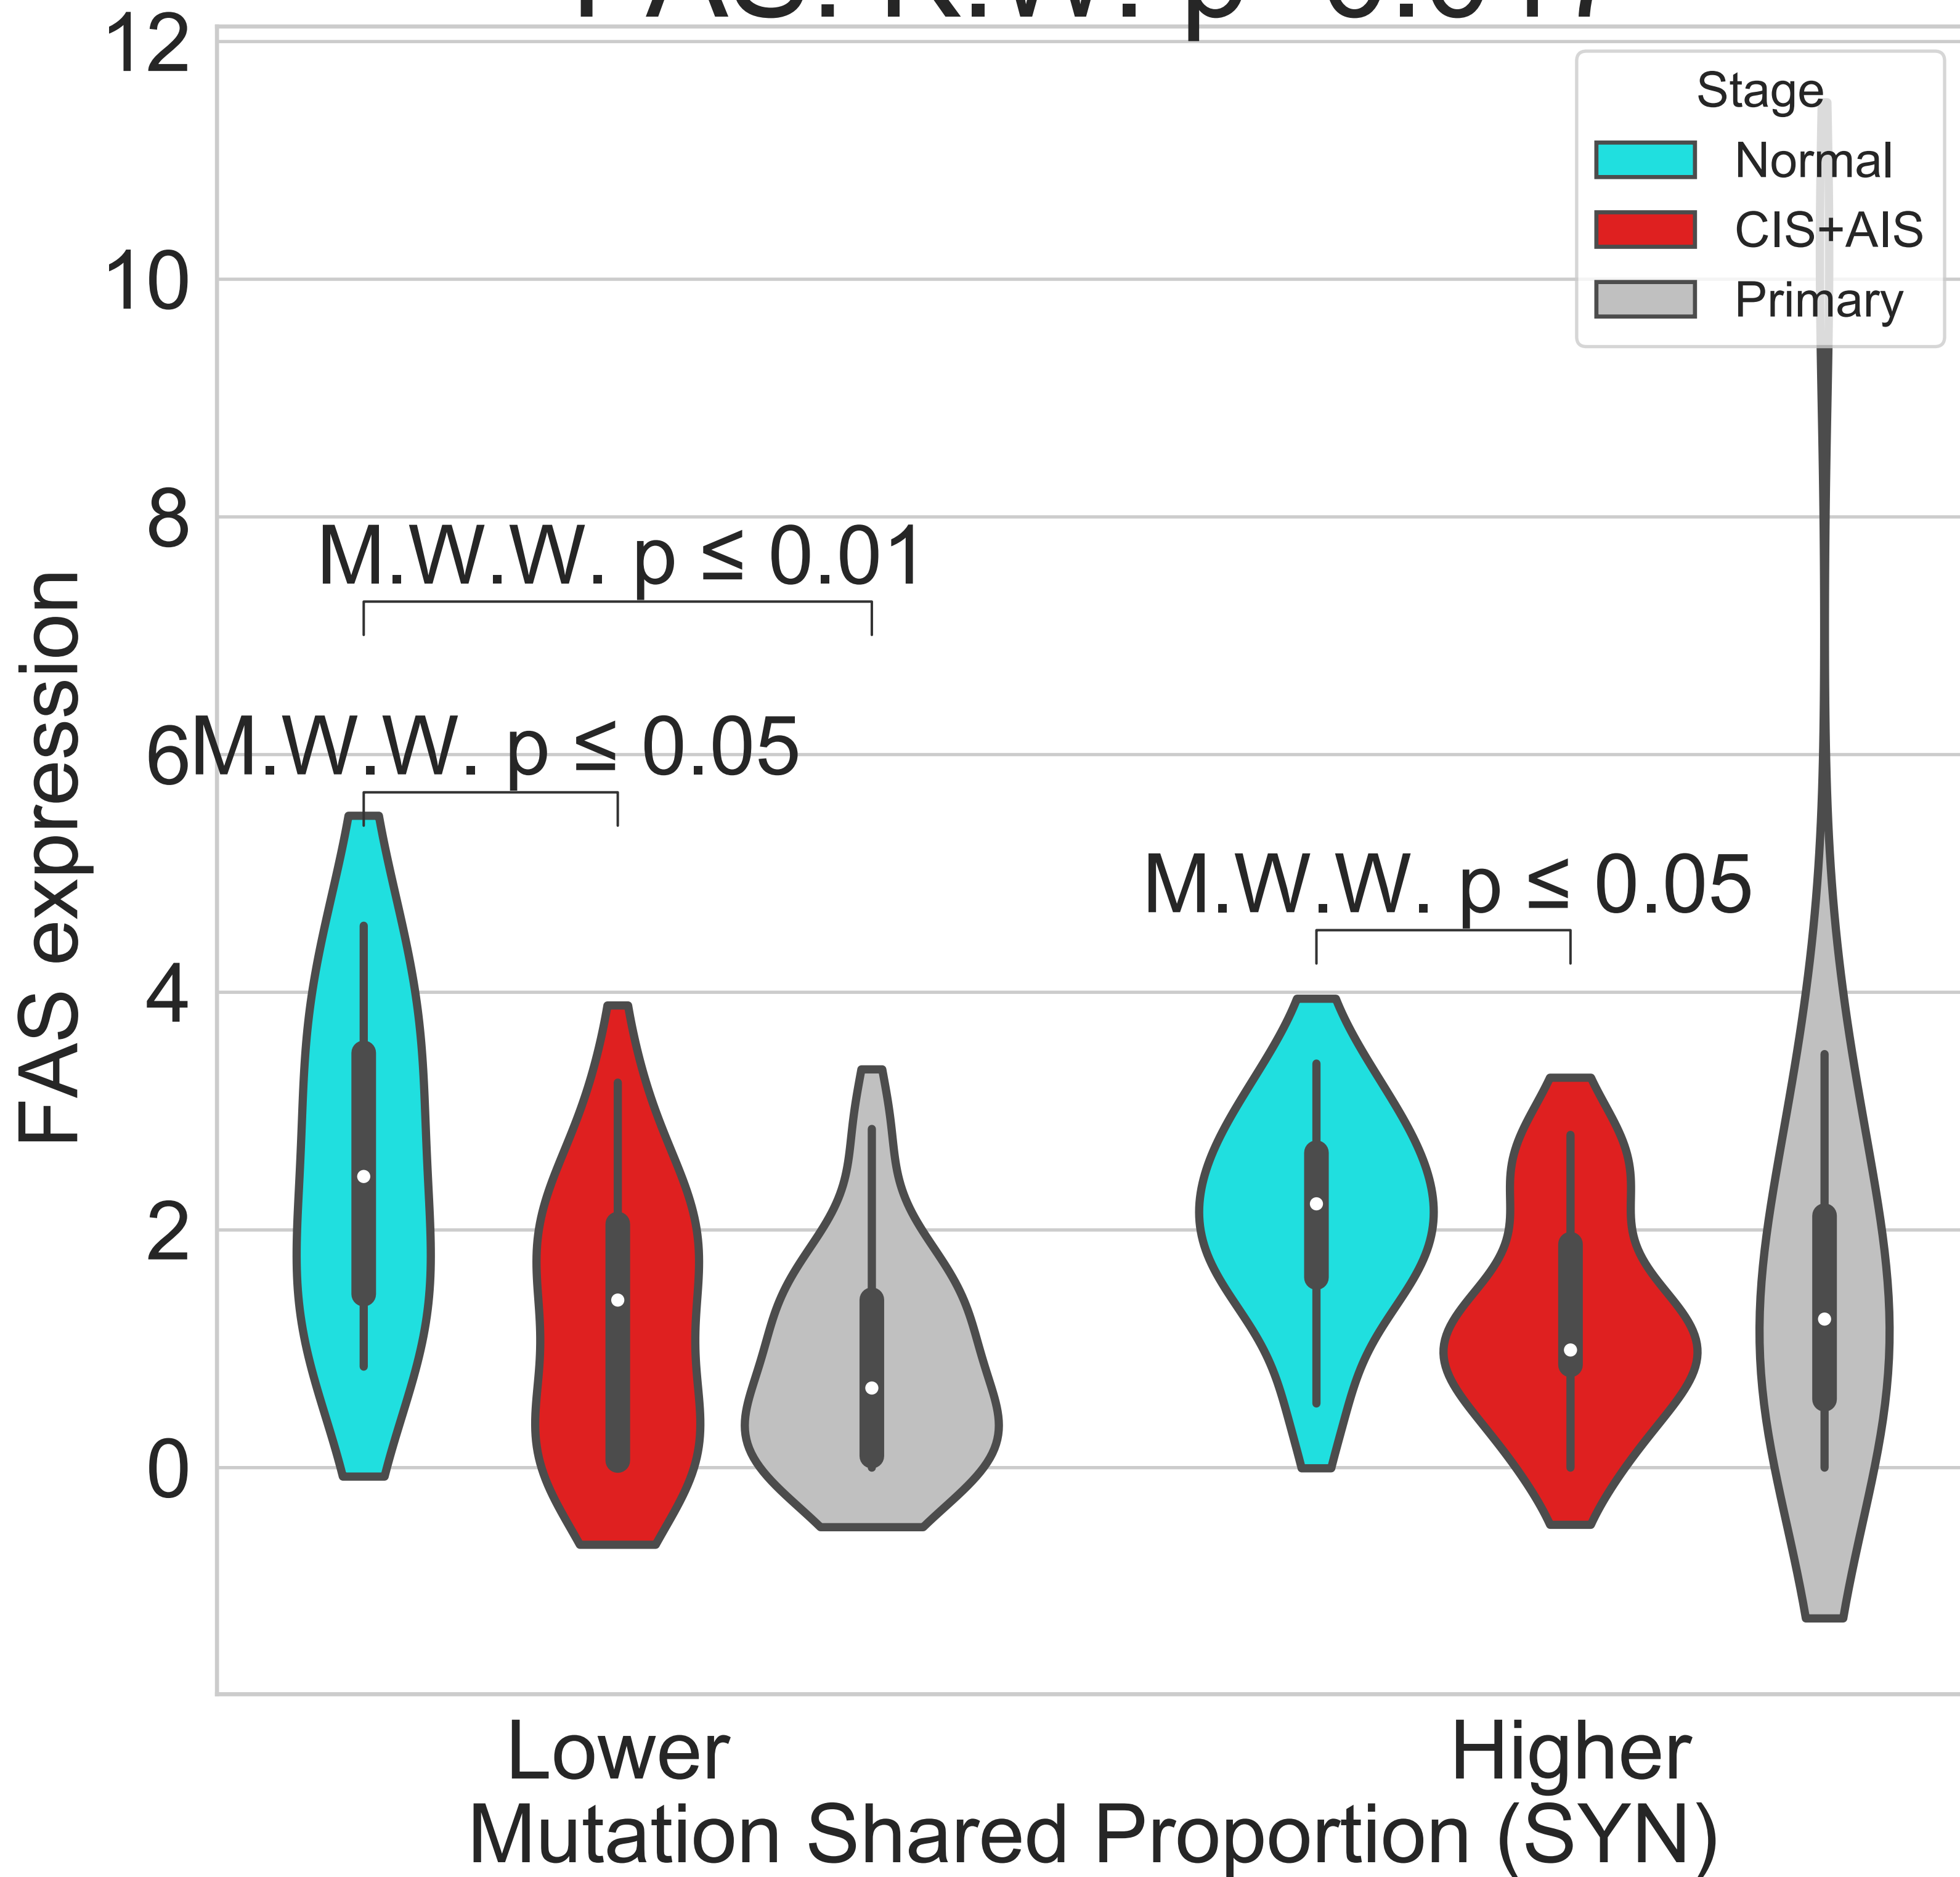 12
10
8
6
4
2
0
FAS expression
Stage
Normal
CIS+AIS
Primary
M.W.W. p ≤ 0.01
M.W.W. p ≤ 0.05
M.W.W. p ≤ 0.05
Lower
Higher
Mutation Shared Proportion (SYN)